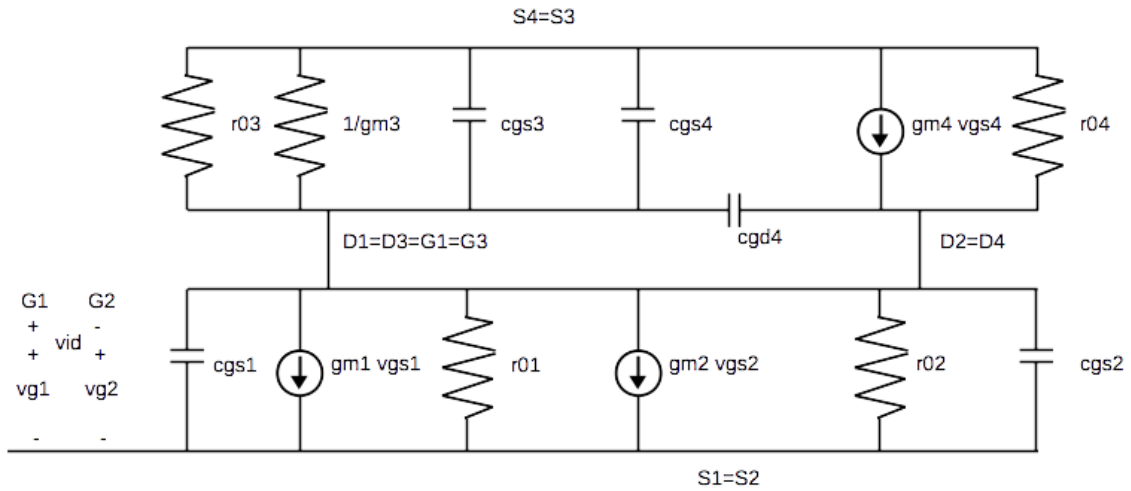 S4=S3
r03
1/gm3
cgs3
cgs4
gm4 vgs4
r04
cgd4
D1=D3=G1=G3
D2=D4
G1 G2
+ -
vid
+ +
vg1 vg2
- -
cgs1
gm1 vgs1
r01
gm2 vgs2
r02
cgs2
S1=S2